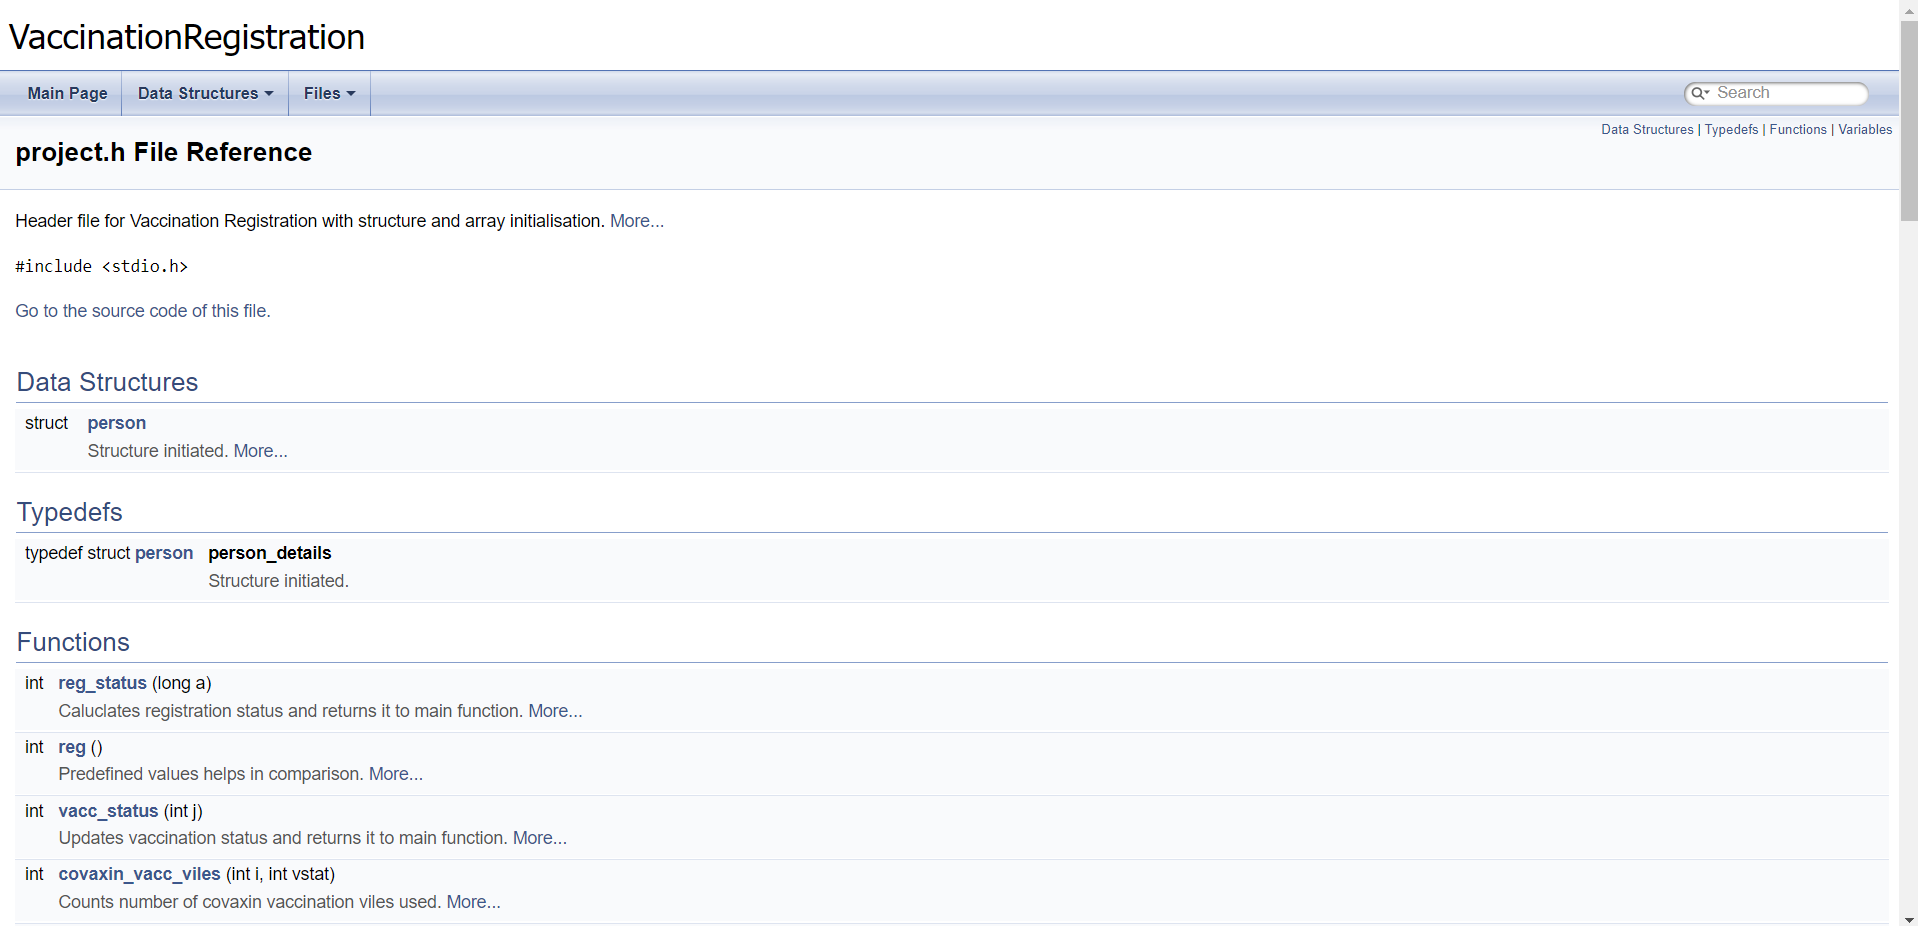 VaccinationRegistration
Main Page Data Structures Files Search
Data Structures | Typedefs | Functions | Variables
project.h File Reference
Header file for Vaccination Registration with structure and array initialisation. More...
#include <stdio.h>
Go to the source code of this file.
Data Structures
struct person
Structure initiated. More...
Typedefs
typedef struct person person_details
Structure initiated.
Functions
int reg_status (long a)
Caluclates registration status and returns it to main function. More...
int reg ()
Predefined values helps in comparison. More...
int vacc_status (int j)
Updates vaccination status and returns it to main function. More...
int covaxin_vacc_viles (int i, int vstat)
Counts number of covaxin vaccination viles used. More...